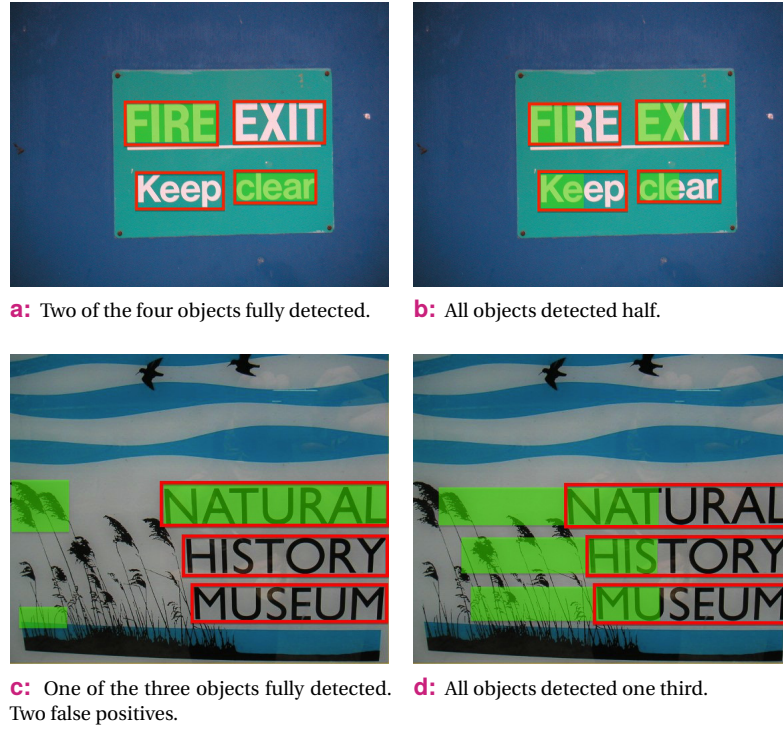 FIRE EXIT
Keep clear
FIRE EXIT
Keep clear
a: Two of the four objects fully detected.
b: All objects detected half.
NATURAL
HISTORY
MUSEUM
NATURAL
HISTORY
MUSEUM
c: One of the three objects fully detected.
Two false positives.
d: All objects detected one third.